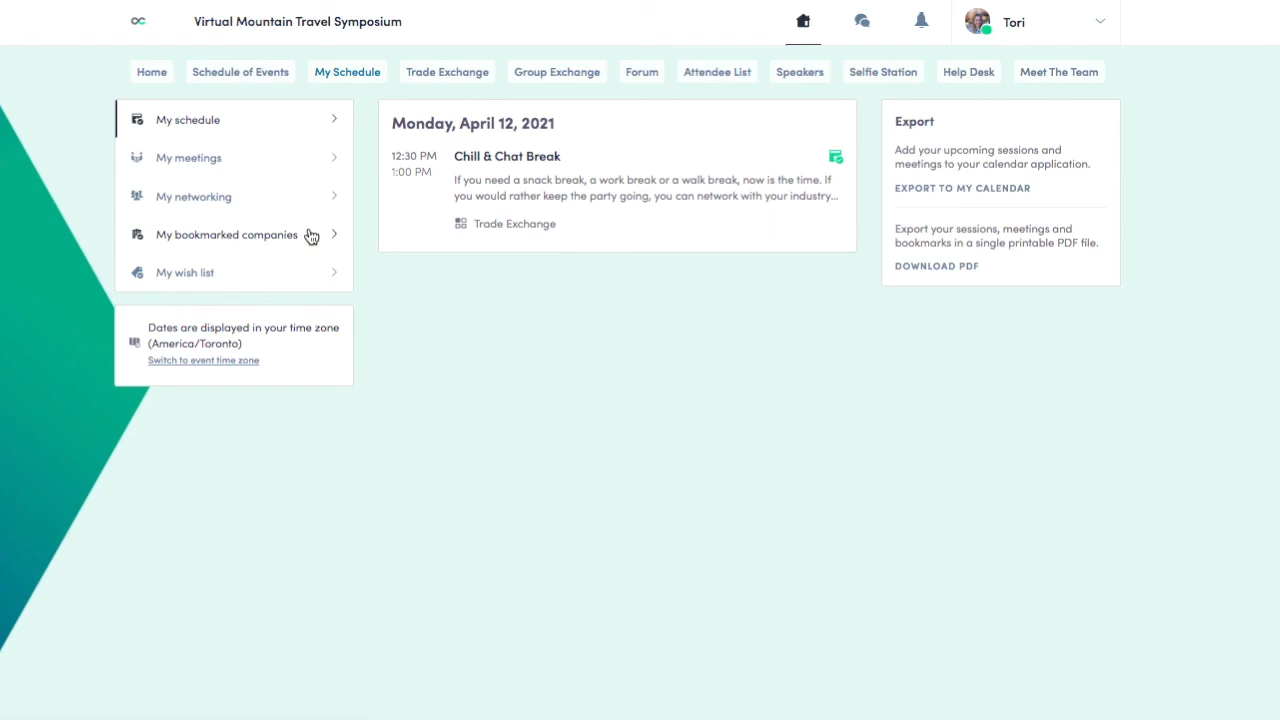 Virtual Mountain Travel Symposium
Tori
Home
Schedule of Events
My Schedule
Trade Exchange
Group Exchange
Forum
Attendee List
Speakers
Selfie Station
Help Desk
Meet The Team
My schedule
My meetings
My networking
My bookmarked companies
My wish list
Dates are displayed in your time zone
(America/Toronto)
Switch to event time zone
Monday, April 12, 2021
12:30 PM
1:00 PM
Chill & Chat Break
If you need a snack break, a work break or a walk break, now is the time. If
you would rather keep the party going, you can network with your industry...
Trade Exchange
Export
Add your upcoming sessions and
meetings to your calendar application.
EXPORT TO MY CALENDAR
Export your sessions, meetings and
bookmarks in a single printable PDF file.
DOWNLOAD PDF